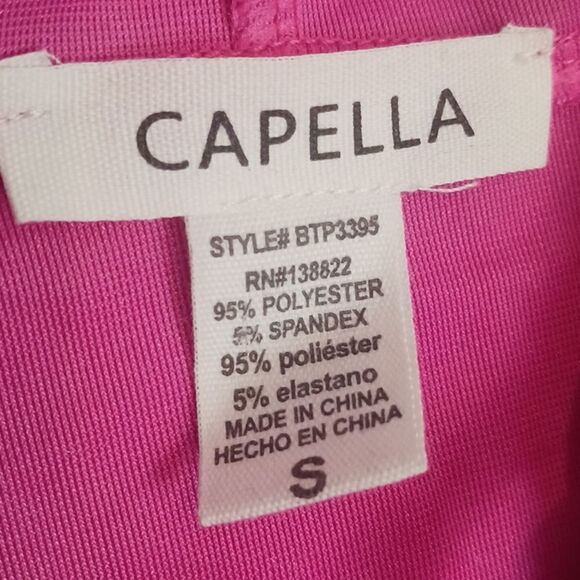 CAPELLA
STYLE# BTP3395
RN#138822
95% POLYESTER
5% SPANDEX
95% poliéster
5% elastano
MADE IN CHINA
HECHO EN CHINA
S